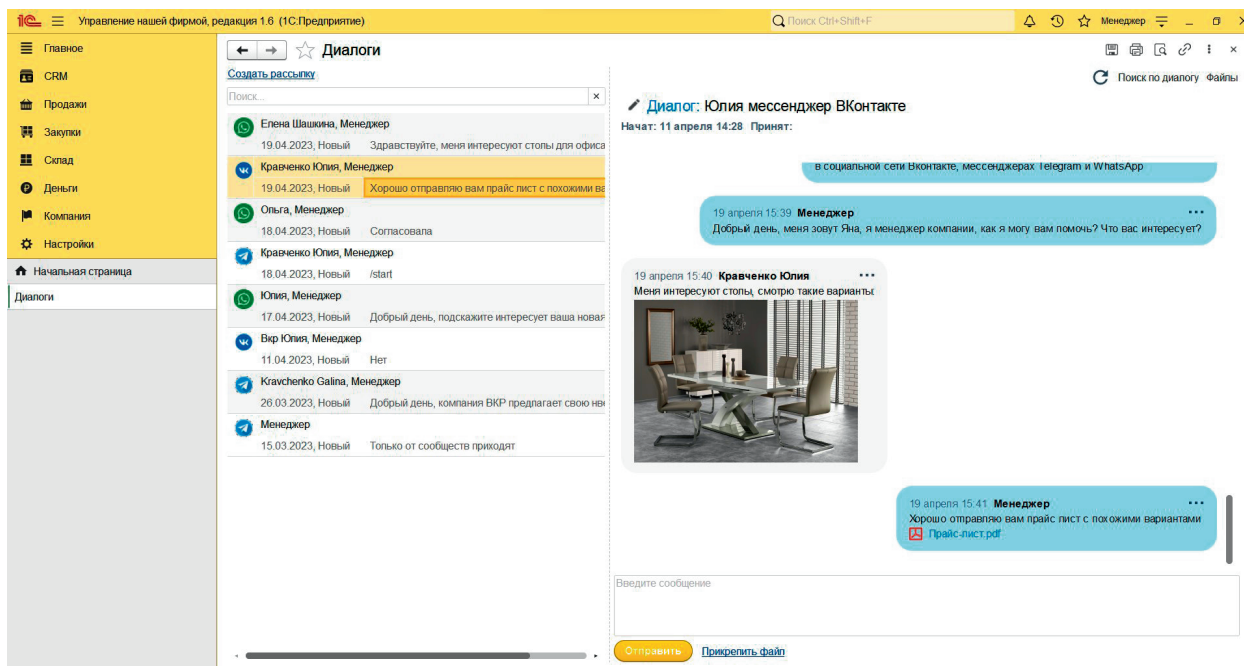 1С Управление нашей фирмой, редакция 1.6 (1С:Предприятие)
Поиск Ctrl+Shift+F
Менеджер
Главное
CRM
Продажи
Закупки
Склад
Деньги
Компания
Настройки
Начальная страница
Диалоги
Диалоги
Создать рассылку
Поиск...
Елена Шашкина, Менеджер
19.04.2023, Новый Здравствуйте, меня интересуют столы для офиса
Кравченко Юлия, Менеджер
19.04.2023, Новый Хорошо отправляю вам прайс лист с похожими ва
Ольга, Менеджер
18.04.2023, Новый Согласовала
Кравченко Юлия, Менеджер
18.04.2023, Новый /start
Юлия, Менеджер
17.04.2023, Новый Добрый день, подскажите интересует ваша новая
Вкр Юлия, Менеджер
11.04.2023, Новый Нет
Kravchenko Galina, Менеджер
26.03.2023, Новый Добрый день, компания ВКР предлагает свою нве
Менеджер
15.03.2023, Новый Только от сообществ приходят
Поиск по диалогу Файлы
Диалог: Юлия мессенджер ВКонтакте
Начат: 11 апреля 14:28 Принят:
в социальной сети Вконтакте, мессенджерах Telegram и WhatsApp
19 апреля 15:39 Менеджер
Добрый день, меня зовут Яна, я менеджер компании, как я могу вам помочь? Что вас интересует?
19 апреля 15:40 Кравченко Юлия
Меня интересуют столы, смотрю такие варианты:
19 апреля 15:41 Менеджер
Хорошо отправляю вам прайс лист с похожими вариантами
Прайс-лист.pdf
Введите сообщение
Отправить
Прикрепить файл